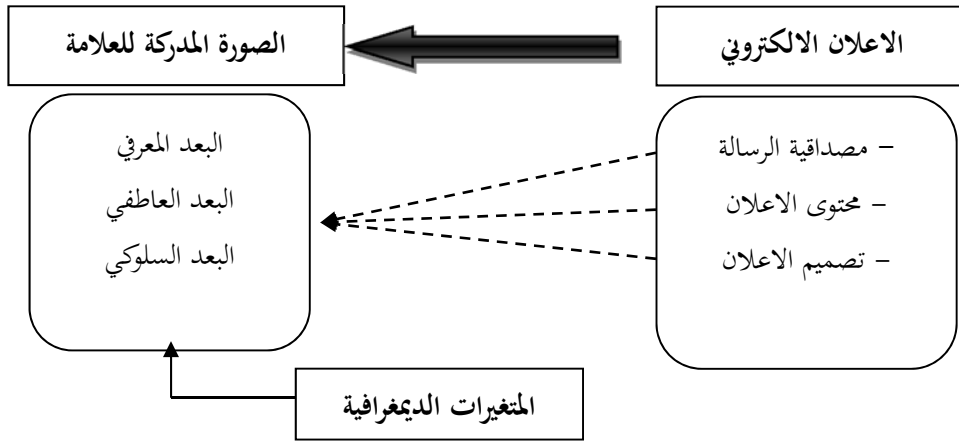 الاعلان الالكتروني
الصورة المدركة للعلامة
– مصداقية الرسالة
– محتوى الاعلان
– تصميم الاعلان
البعد المعرفي
البعد العاطفي
البعد السلوكي
المتغيرات الديمغرافية